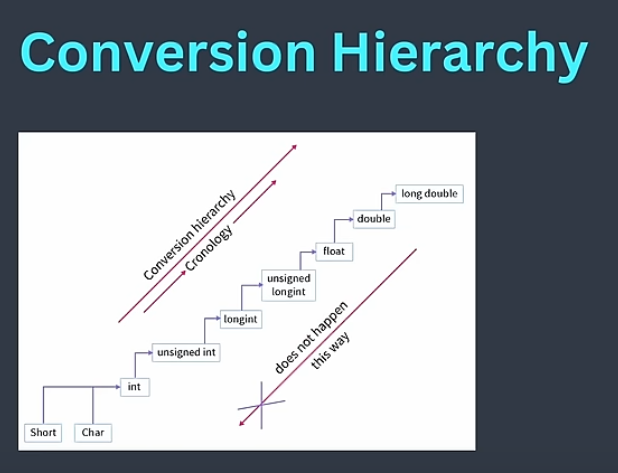 Conversion Hierarchy
Conversion hierarchy
Cronology
long double
double
float
unsigned
longint
longint
unsigned int
int
Short
Char
does not happen
this way